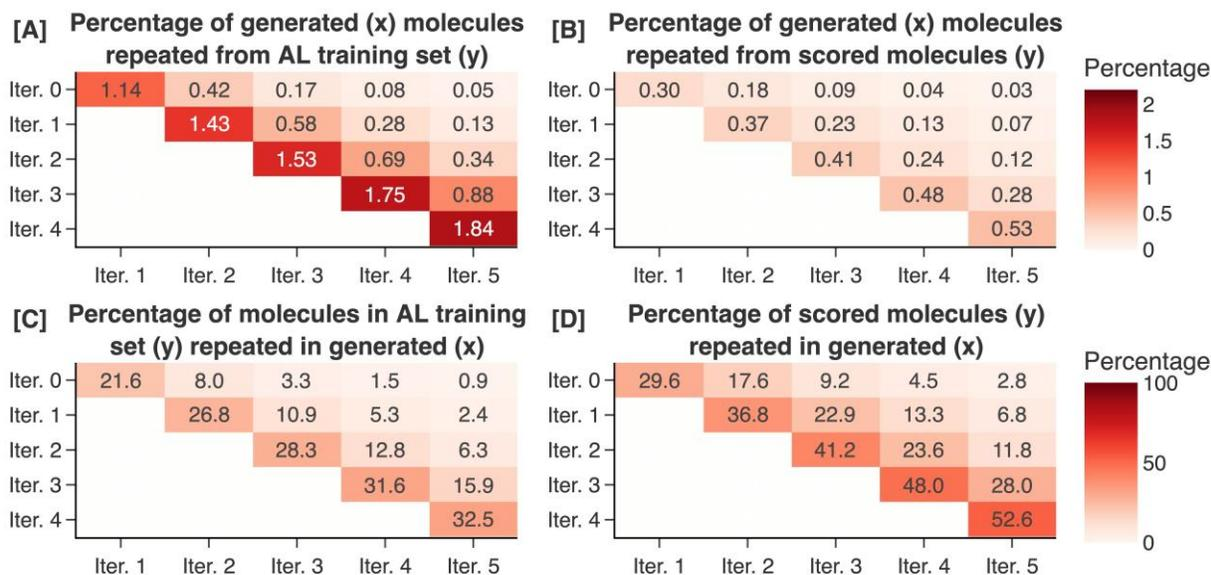 [A] Percentage of generated (x) molecules
repeated from AL training set (y)
Iter. 0 1.14 0.42 0.17 0.08 0.05
Iter. 1 1.43 0.58 0.28 0.13
Iter. 2 1.53 0.69 0.34
Iter. 3 1.75 0.88
Iter. 4 1.84
Iter. 1 Iter. 2 Iter. 3 Iter. 4 Iter. 5
[B] Percentage of generated (x) molecules
repeated from scored molecules (y)
0.30 0.18 0.09 0.04 0.03
0.37 0.23 0.13 0.07
0.41 0.24 0.12
0.48 0.28
0.53
Iter. 1 Iter. 2 Iter. 3 Iter. 4 Iter. 5
Percentage
2
1.5
1
0.5
0
[C] Percentage of molecules in AL training
set (y) repeated in generated (x)
Iter. 0 21.6 8.0 3.3 1.5 0.9
Iter. 1 26.8 10.9 5.3 2.4
Iter. 2 28.3 12.8 6.3
Iter. 3 31.6 15.9
Iter. 4 32.5
Iter. 1 Iter. 2 Iter. 3 Iter. 4 Iter. 5
[D] Percentage of scored molecules (y)
repeated in generated (x)
Iter. 0 29.6 17.6 9.2 4.5 2.8
Iter. 1 36.8 22.9 13.3 6.8
Iter. 2 41.2 23.6 11.8
Iter. 3 48.0 28.0
Iter. 4 52.6
Iter. 1 Iter. 2 Iter. 3 Iter. 4 Iter. 5
Percentage
100
50
0